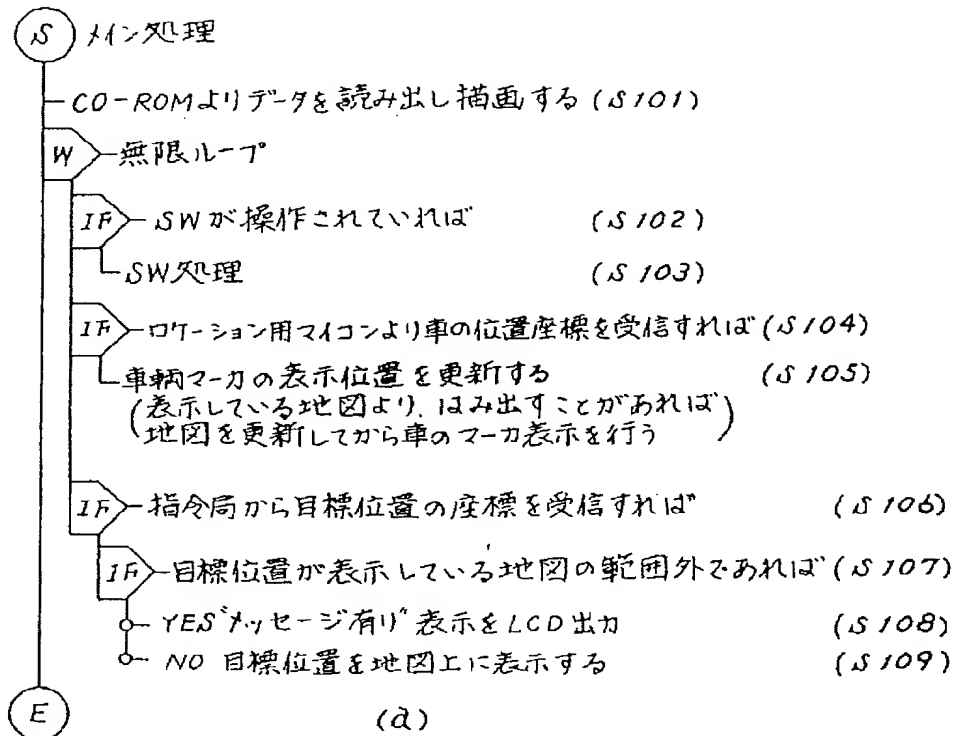 S メイン処理
CD-ROMよりデータを読み出し描画する (S101)
W 無限ループ
IF SWが操作されていれば (S102)
SW処理 (S103)
IF ロケーション用マイコンより車の位置座標を受信すれば (S104)
車輌マーカの表示位置を更新する (S105)
(表示している地図より、はみ出すことがあれば
地図を更新してから車のマーカ表示を行う)
IF 指令局から目標位置の座標を受信すれば (S106)
IF 目標位置が表示している地図の範囲外であれば (S107)
YES "メッセージ有り" 表示をLCD出力 (S108)
NO 目標位置を地図上に表示する (S109)
E
(a)